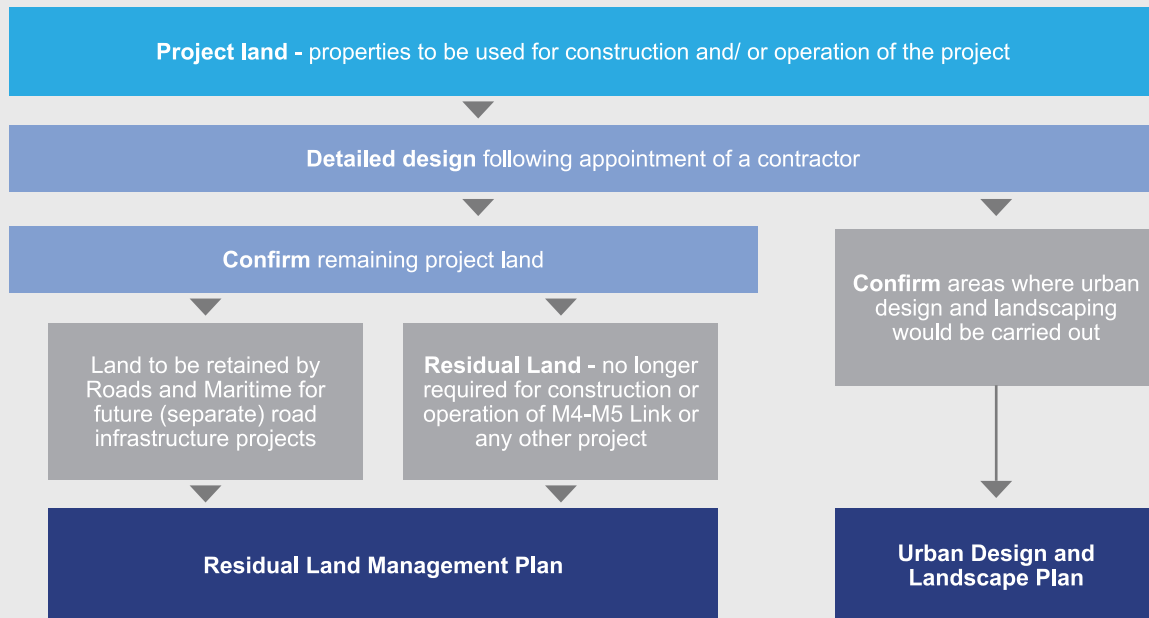 Project land - properties to be used for construction and/ or operation of the project
Detailed design following appointment of a contractor
Confirm remaining project land
Confirm areas where urban
design and landscaping
would be carried out
Land to be retained by
Roads and Maritime for
future (separate) road
infrastructure projects
Residual Land - no longer
required for construction or
operation of M4-M5 Link or
any other project
Residual Land Management Plan
Urban Design and
Landscape Plan